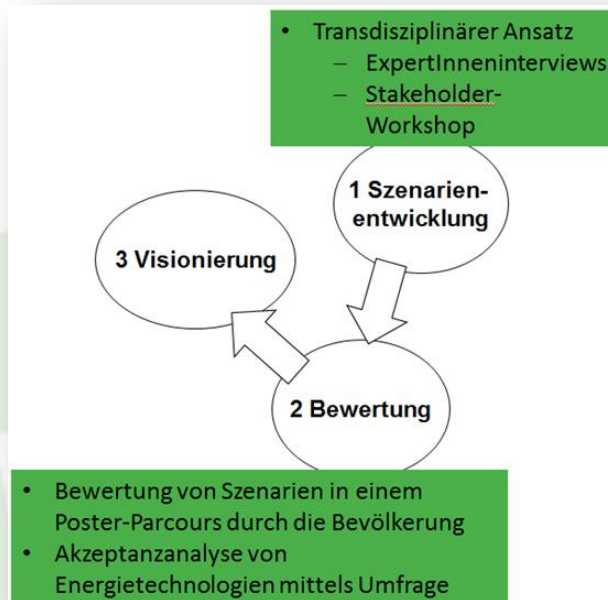 • Transdisziplinärer Ansatz
– ExpertInneninterviews
– Stakeholder-
Workshop
1 Szenarien-
entwicklung
3 Visionierung
2 Bewertung
• Bewertung von Szenarien in einem
Poster-Parcours durch die Bevölkerung
• Akzeptanzanalyse von
Energietechnologien mittels Umfrage